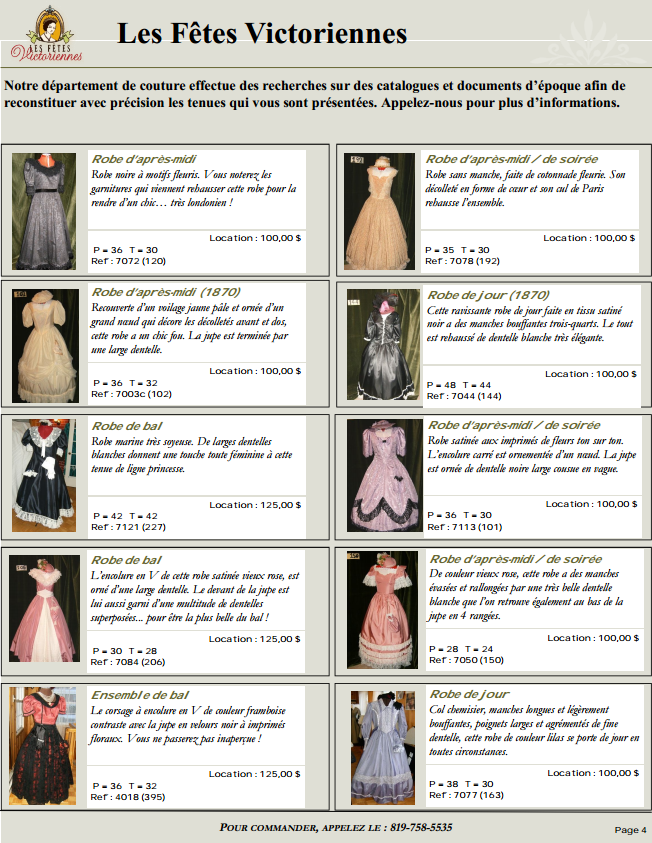 LES FÊTES
Victoriennes
Les Fêtes Victoriennes
Notre département de couture effectue des recherches sur des catalogues et documents d'époque afin de
reconstituer avec précision les tenues qui vous sont présentées. Appelez-nous pour plus d'informations.
Robe d'après-midi
Robe noire à motifs fleuris. Vous noterez les
garnitures qui viennent rehausser cette robe pour la
rendre d'un chic… très londonien !
Location : 100,00 $
P = 36 T = 30
Ref : 7072 (120)
Robe d'après-midi / de soirée
Robe sans manche, faite de cotonnade fleurie. Son
décolleté en forme de cœur et son cul de Paris
rehausse l'ensemble.
Location : 100,00 $
P = 35 T = 30
Ref : 7078 (192)
Robe d'après-midi (1870)
Recouverte d'un voilage jaune pâle et ornée d'un
grand nœud qui décore les décolletés avant et dos,
cette robe a un chic fou. La jupe est terminée par
une large dentelle.
Location : 100,00 $
P = 36 T = 32
Ref : 7003c (102)
Robe de jour (1870)
Cette ravissante robe de jour faite en tissu satiné
noir a des manches bouffantes trois-quarts. Le tout
est rehaussé de dentelle blanche très élégante.
Location : 100,00 $
P = 48 T = 44
Ref : 7044 (144)
Robe de bal
Robe marine très soyeuse. De larges dentelles
blanches donnent une touche toute féminine à cette
tenue de ligne princesse.
Location : 125,00 $
P = 42 T = 42
Ref : 7121 (227)
Robe d'après-midi / de soirée
Robe satinée aux imprimés de fleurs ton sur ton.
L'encolure carré est ornementée d'un nœud. La jupe
est ornée de dentelle noire large cousue en vague.
Location : 100,00 $
P = 36 T = 30
Ref : 7113 (101)
Robe de bal
L'encolure en V de cette robe satinée vieux rose, est
orné d'une large dentelle. Le devant de la jupe est
lui aussi garni d'une multitude de dentelles
superposées... pour être la plus belle du bal !
Location : 125,00 $
P = 30 T = 28
Ref : 7084 (206)
Robe d'après-midi / de soirée
De couleur vieux rose, cette robe a des manches
évasées et rallongées par une très belle dentelle
blanche que l'on retrouve également au bas de la
jupe en 4 rangées.
Location : 100,00 $
P = 28 T = 24
Ref : 7050 (150)
Ensemble de bal
Le corsage à encolure en V de couleur framboise
contraste avec la jupe en velours noir à imprimés
floraux. Vous ne passerez pas inaperçue !
Location : 125,00 $
P = 36 T = 32
Ref : 4018 (395)
Robe de jour
Col chemisier, manches longues et légèrement
bouffantes, poignets larges et agrémentés de fine
dentelle, cette robe de couleur lilas se porte de jour en
toutes circonstances.
Location : 100,00 $
P = 38 T = 30
Ref : 7077 (163)
POUR COMMANDER, APPELEZ LE : 819-758-5535
Page 4